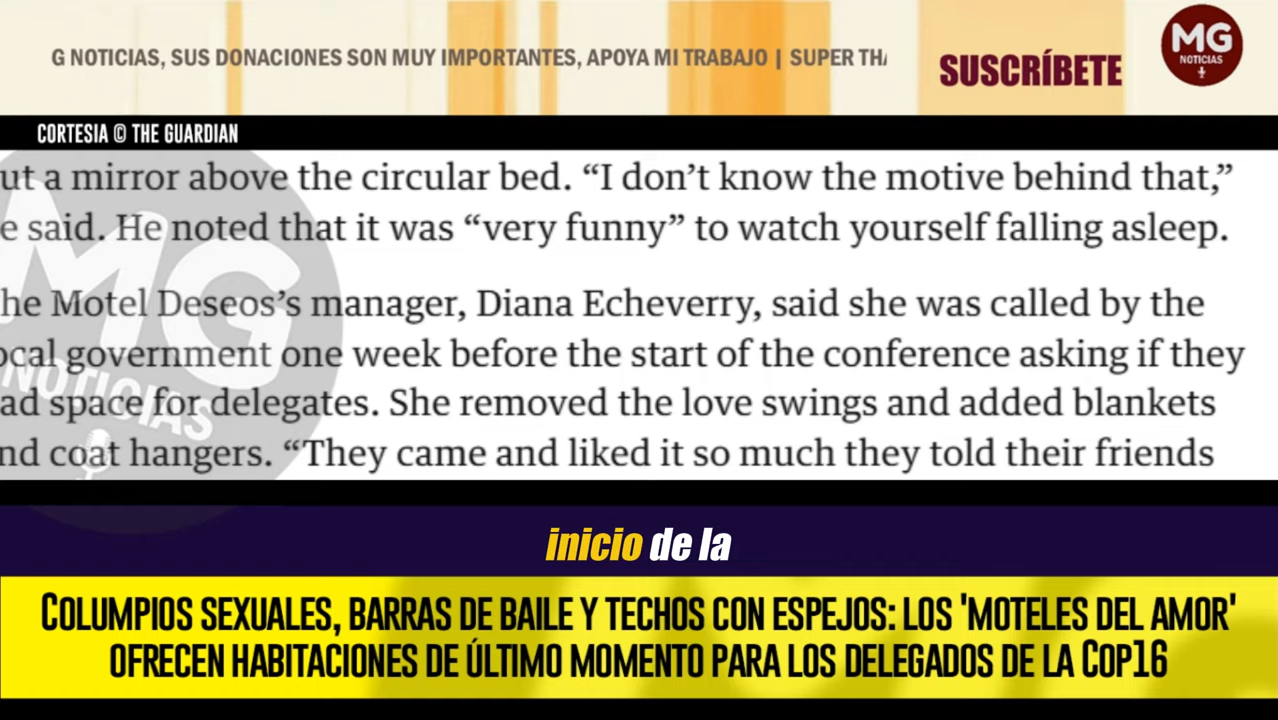 G NOTICIAS, SUS DONACIONES SON MUY IMPORTANTES, APOYA MI TRABAJO | SUPER THA
SUSCRÍBETE
MG
NOTICIAS
CORTESIA © THE GUARDIAN
ut a mirror above the circular bed. “I don’t know the motive behind that,”
e said. He noted that it was “very funny” to watch yourself falling asleep.
he Motel Deseos’s manager, Diana Echeverry, said she was called by the
ocal government one week before the start of the conference asking if they
ad space for delegates. She removed the love swings and added blankets
nd coat hangers. “They came and liked it so much they told their friends
MG
NOTICIAS
inicio de la
COLUMPIOS SEXUALES, BARRAS DE BAILE Y TECHOS CON ESPEJOS: LOS 'MOTELES DEL AMOR'
OFRECEN HABITACIONES DE ÚLTIMO MOMENTO PARA LOS DELEGADOS DE LA COP16